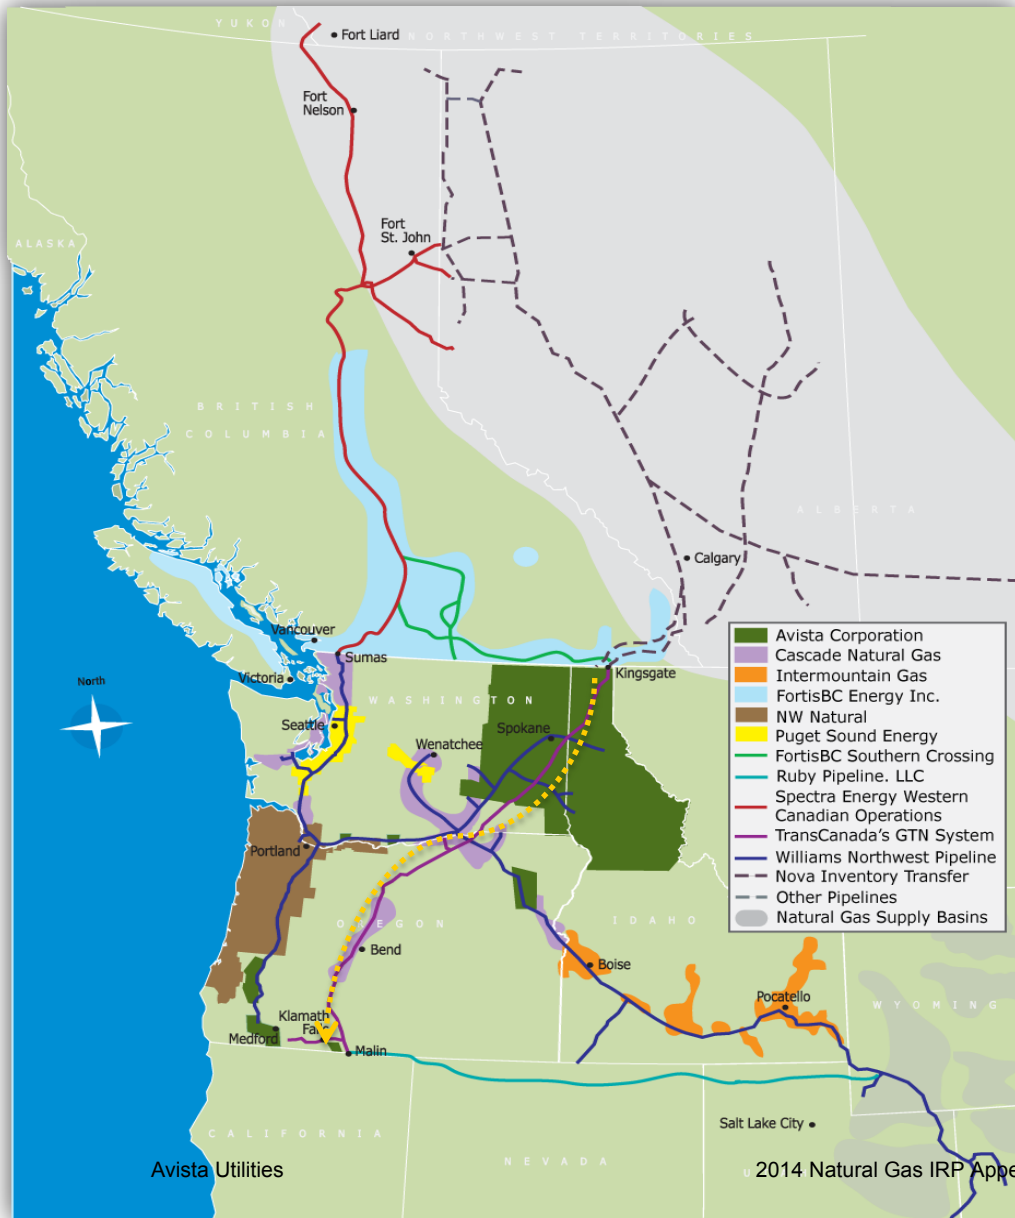 YUKON
Fort Liard
NORTHWEST TERRITORIES
Fort
Nelson
Fort
St. John
ALASKA
BRITISH
COLUMBIA
ALBERTA
Calgary
Vancouver
Sumas
Victoria
Kingsgate
North
WASHINGTON
Seattle
Spokane
Wenatchee
Portland
OREGON
IDAHO
Bend
Boise
Pocatello
WYOMING
Klamath
Medford
Malin
Salt Lake City
CALIFORNIA
NEVADA
U
Avista Corporation
Cascade Natural Gas
Intermountain Gas
FortisBC Energy Inc.
NW Natural
Puget Sound Energy
FortisBC Southern Crossing
Ruby Pipeline. LLC
Spectra Energy Western
Canadian Operations
TransCanada's GTN System
Williams Northwest Pipeline
Nova Inventory Transfer
Other Pipelines
Natural Gas Supply Basins
Avista Utilities
2014 Natural Gas IRP Appe